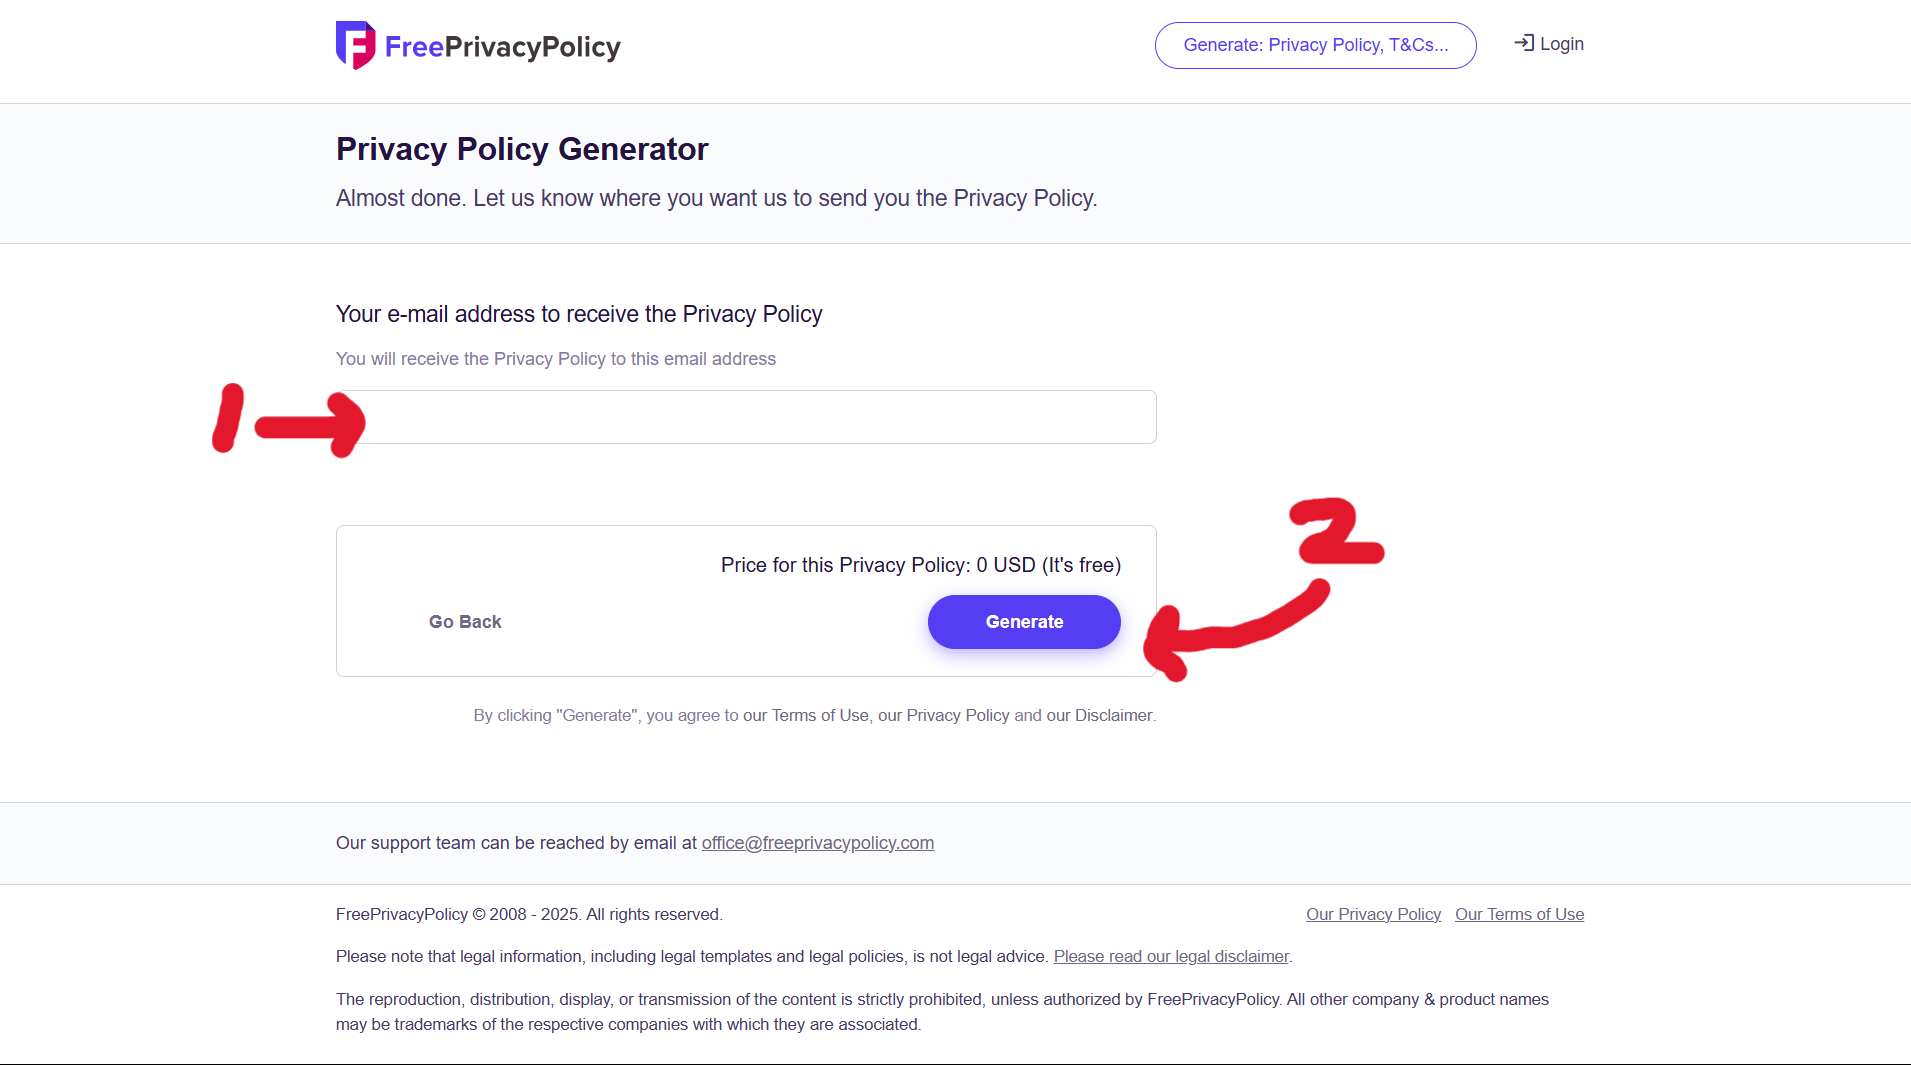 FreePrivacyPolicy
Generate: Privacy Policy, T&Cs...
Login
Privacy Policy Generator
Almost done. Let us know where you want us to send you the Privacy Policy.
Your e-mail address to receive the Privacy Policy
You will receive the Privacy Policy to this email address
1
2
Price for this Privacy Policy: 0 USD (It's free)
Go Back
Generate
By clicking "Generate", you agree to our Terms of Use, our Privacy Policy and our Disclaimer.
Our support team can be reached by email at office@freeprivacypolicy.com
FreePrivacyPolicy © 2008 - 2025. All rights reserved.
Our Privacy Policy
Our Terms of Use
Please note that legal information, including legal templates and legal policies, is not legal advice. Please read our legal disclaimer.
The reproduction, distribution, display, or transmission of the content is strictly prohibited, unless authorized by FreePrivacyPolicy. All other company & product names
may be trademarks of the respective companies with which they are associated.